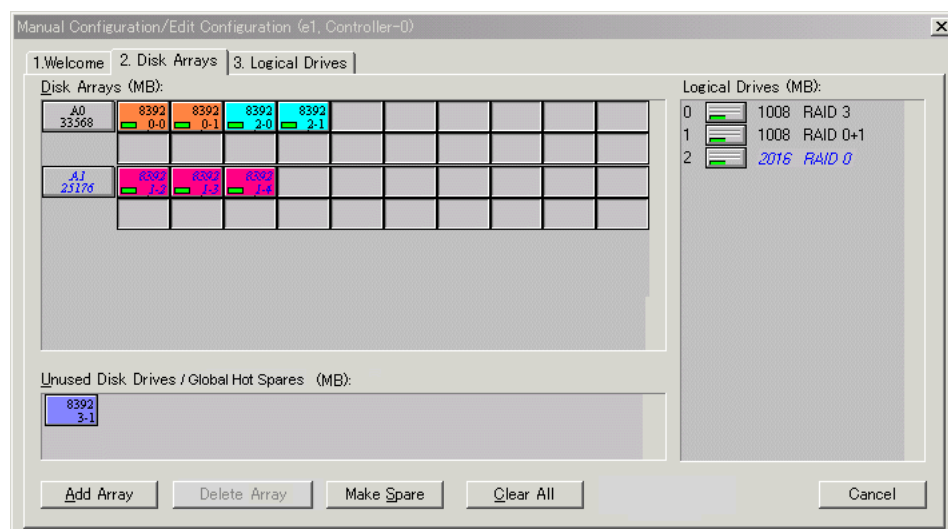 Manual Configuration/Edit Configuration (e1, Controller-0)
1.Welcome 2. Disk Arrays 3. Logical Drives
Disk Arrays (MB):
Logical Drives (MB):
A0 33568 8392 0-0 8392 0-1 8392 2-0 8392 2-1
0 1008 RAID 3
1 1008 RAID 0+1
2 2016 RAID 0
A1 25176 8392 1-2 8392 1-3 8392 1-4
Unused Disk Drives / Global Hot Spares (MB):
8392
3-1
Add Array Delete Array Make Spare Clear All Cancel